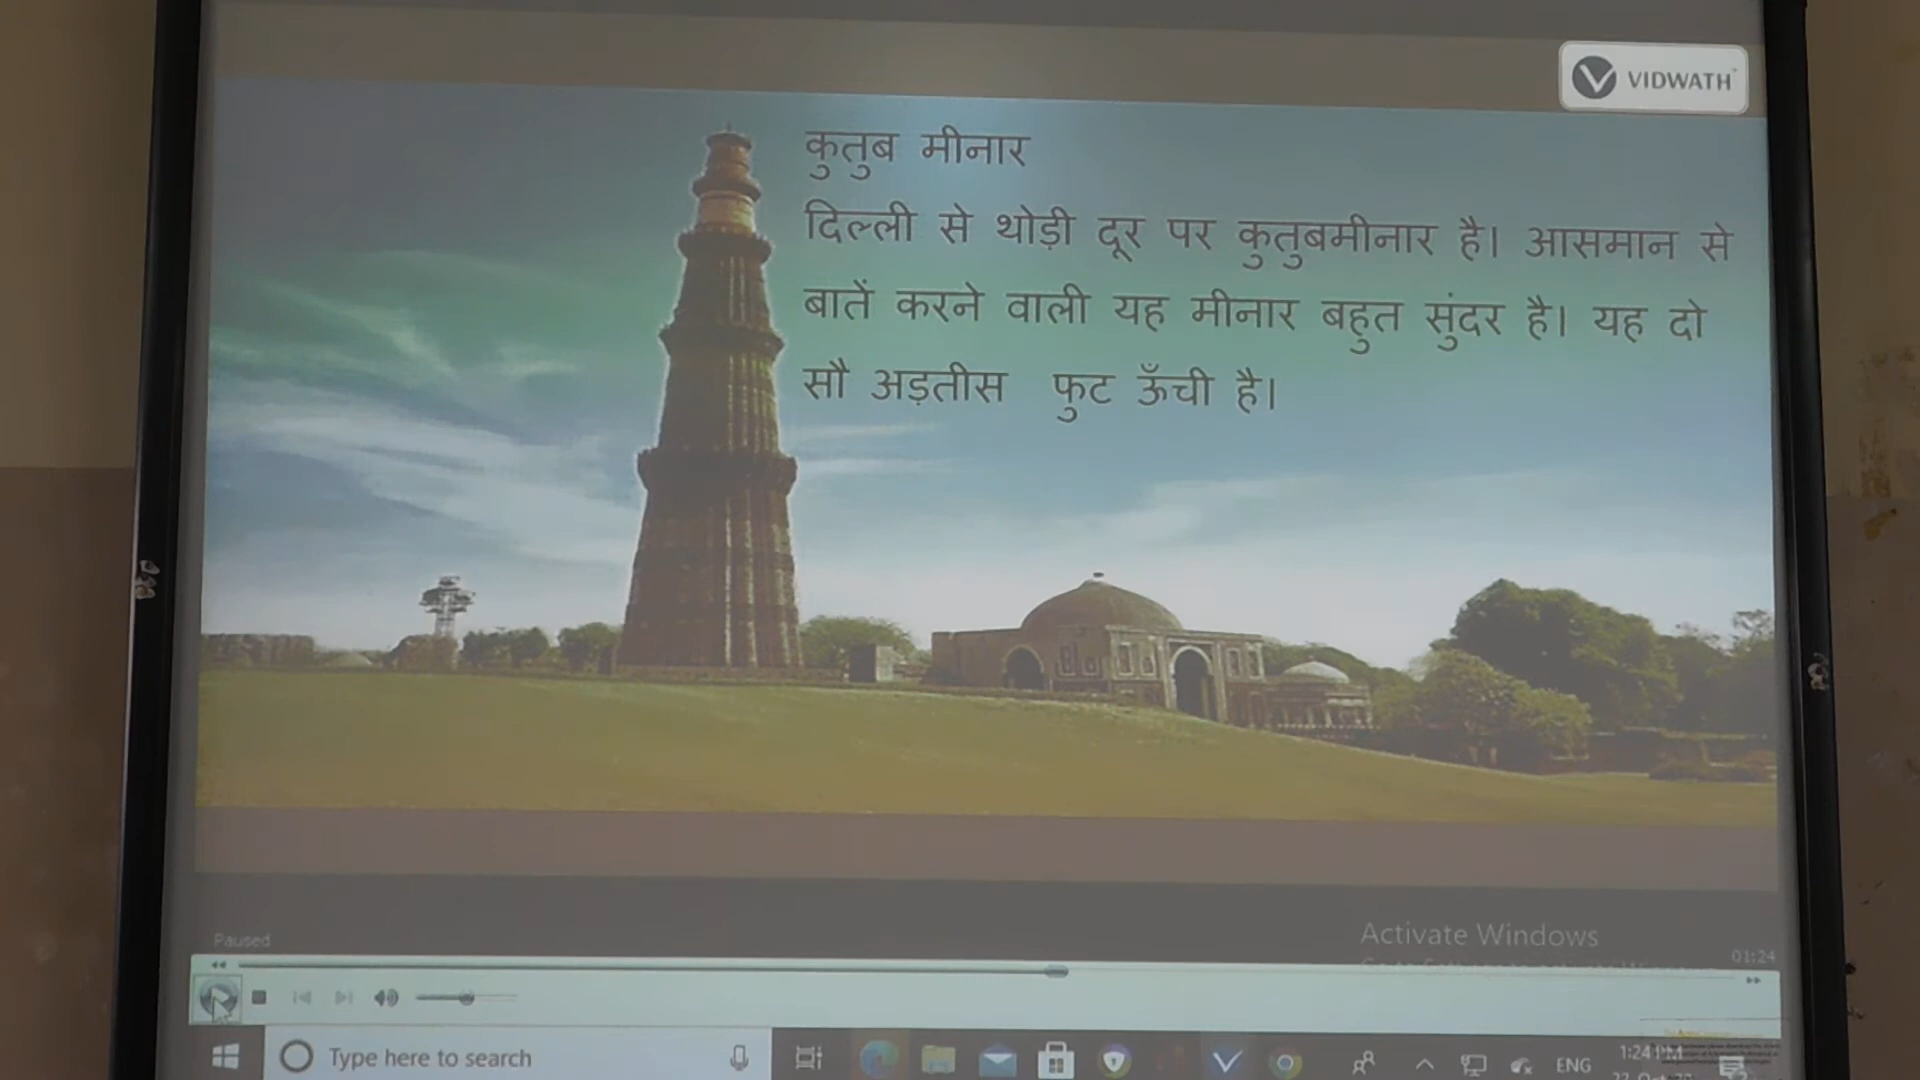 VIDWATH
कुतुब मीनार
दिल्ली से थोड़ी दूर पर कुतुबमीनार है। आसमान से
बातें करने वाली यह मीनार बहुत सुंदर है। यह दो
सौ अड़तीस फुट ऊँची है।
Paused
Activate Windows
01:24
Type here to search
ENG
1:24 PM